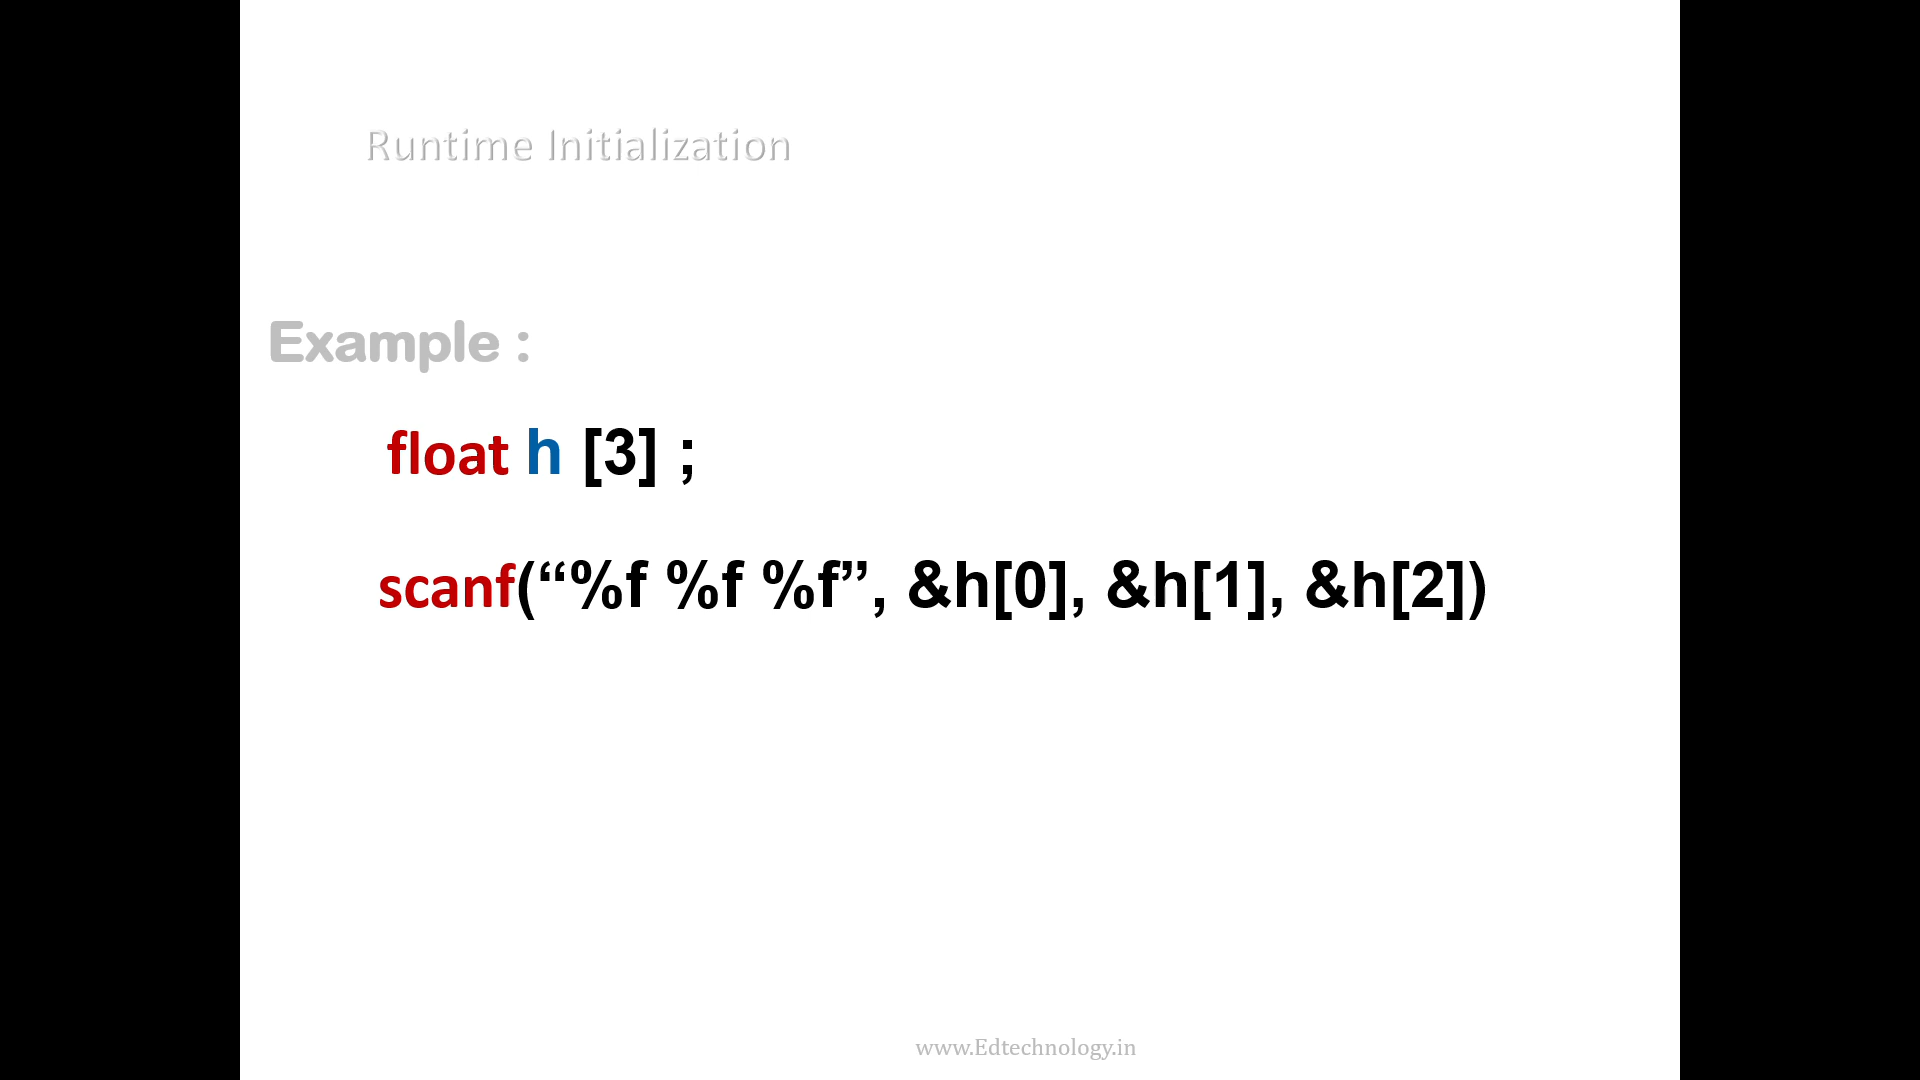 Runtime Initialization
Example :
float h [3] ;
scanf(“%f %f %f”, &h[0], &h[1], &h[2])
www.Edtechnology.in